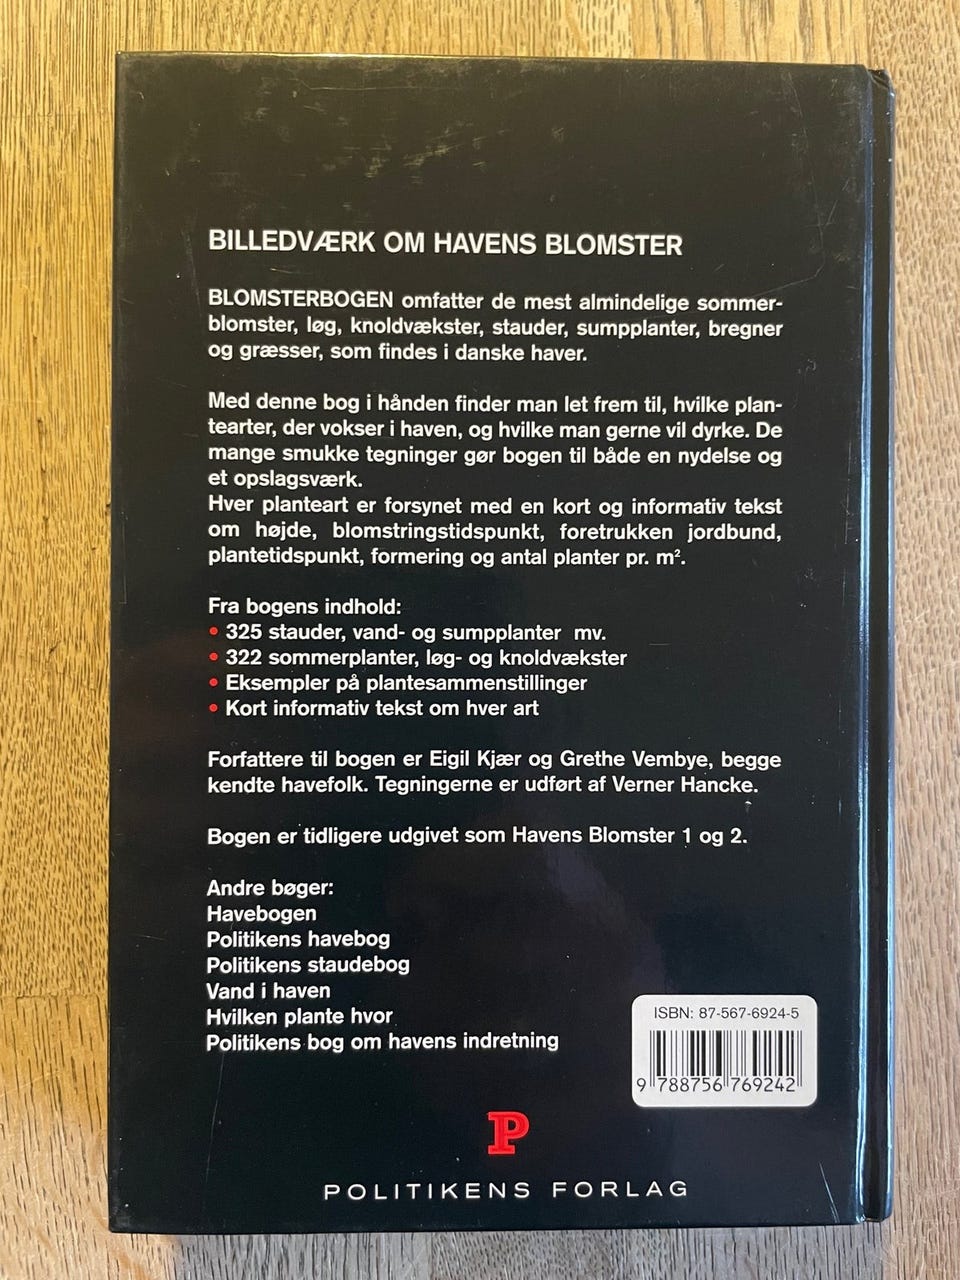 BILLEDVÆRK OM HAVENS BLOMSTER
BLOMSTERBOGEN omfatter de mest almindelige sommer-
blomster, løg, knoldvækster, stauder, sumpplanter, bregner
og græsser, som findes i danske haver.
Med denne bog i hånden finder man let frem til, hvilke plan-
tearter, der vokser i haven, og hvilke man gerne vil dyrke. De
mange smukke tegninger gør bogen til både en nydelse og
et opslagsværk.
Hver planteart er forsynet med en kort og informativ tekst
om højde, blomstringstidspunkt, foretrukken jordbund,
plantetidspunkt, formering og antal planter pr. m².
Fra bogens indhold:
• 325 stauder, vand- og sumpplanter mv.
• 322 sommerplanter, løg- og knoldvækster
• Eksempler på plantesammenstillinger
• Kort informativ tekst om hver art
Forfattere til bogen er Eigil Kjær og Grethe Vembye, begge
kendte havefolk. Tegningerne er udført af Verner Hancke.
Bogen er tidligere udgivet som Havens Blomster 1 og 2.
Andre bøger:
Havebogen
Politikens havebog
Politikens staudebog
Vand i haven
Hvilken plante hvor
Politikens bog om havens indretning
ISBN: 87-567-6924-5
9 788756 769242
P
POLITIKENS FORLAG